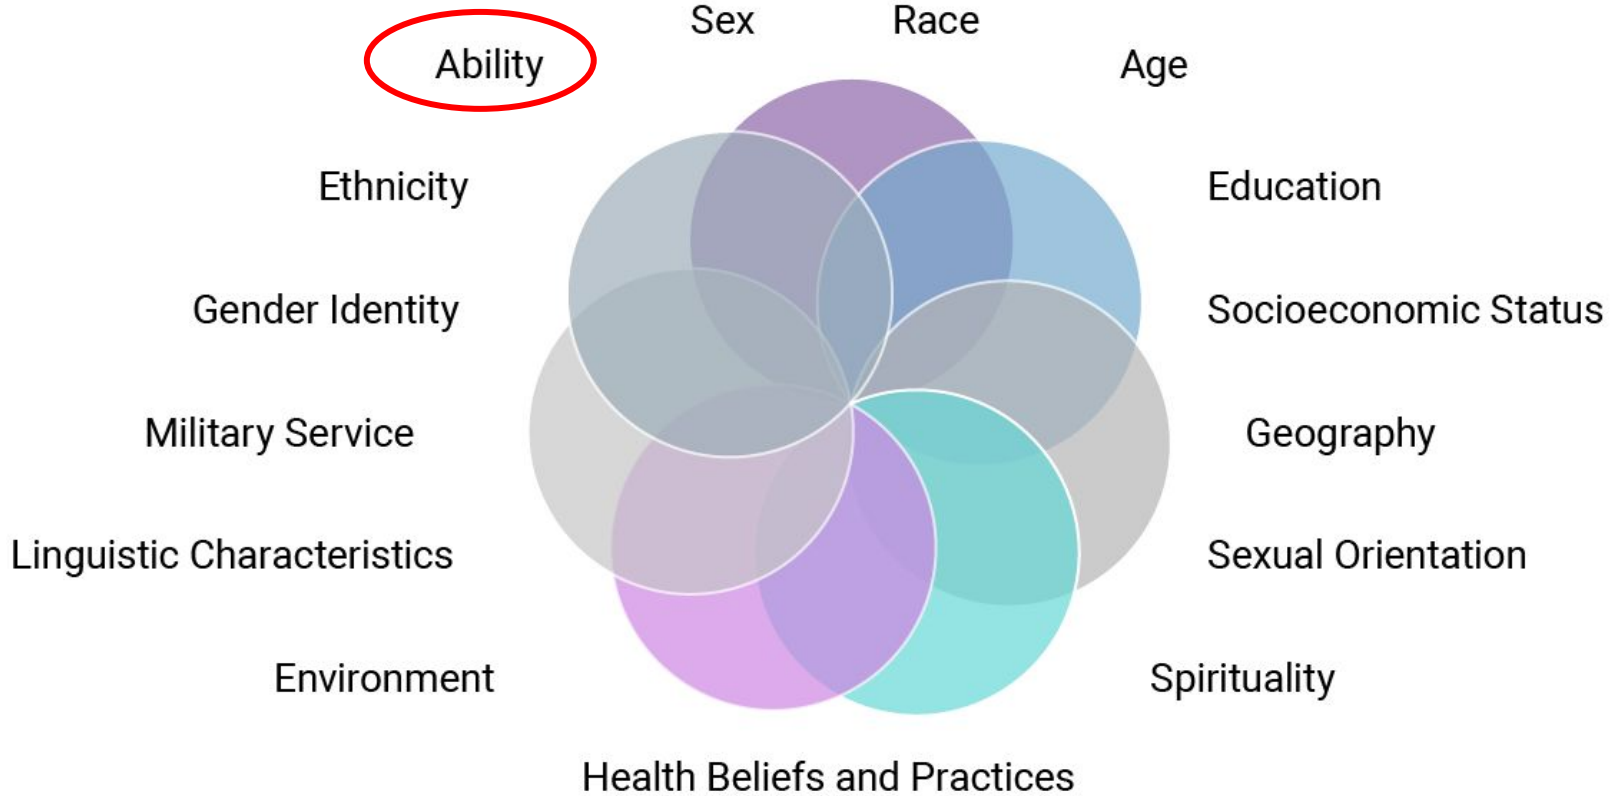 Sex
Race
Ability
Age
Ethnicity
Education
Gender Identity
Socioeconomic Status
Military Service
Geography
Linguistic Characteristics
Sexual Orientation
Environment
Spirituality
Health Beliefs and Practices